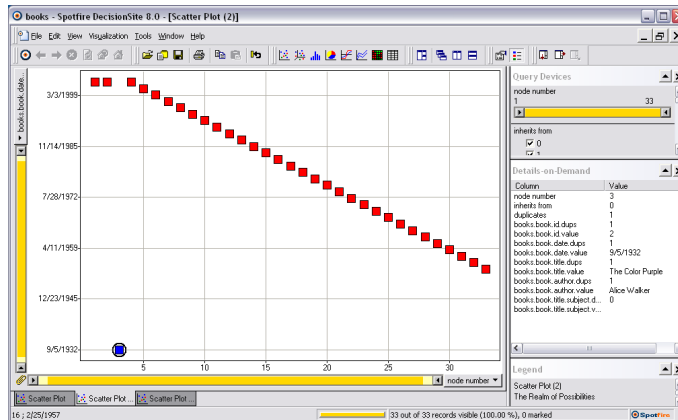 books - Spotfire DecisionSite 8.0 - [Scatter Plot (2)]
File Edit View Visualization Tools Window Help
books.book.date...
3/3/1999
11/14/1985
7/28/1972
4/11/1959
12/23/1945
9/5/1932
5 10 15 20 25 30
node number
Query Devices
node number
1 33
inherits from
0
Details-on-Demand
Column Value
node number 3
inherits from 0
duplicates 1
books.book.id.dups 1
books.book.id.value 2
books.book.date.dups 1
books.book.date.value 9/5/1932
books.book.title.dups 1
books.book.title.value The Color Purple
books.book.author.dups 1
books.book.author.value Alice Walker
books.book.title.subject.d... 0
books.book.title.subject.v...
Legend
Scatter Plot (2)
The Realm of Possibilities
Scatter Plot Scatter Plot ... Scatter Plot ...
16 ; 2/25/1957 33 out of 33 records visible (100.00 %), 0 marked Spotfire